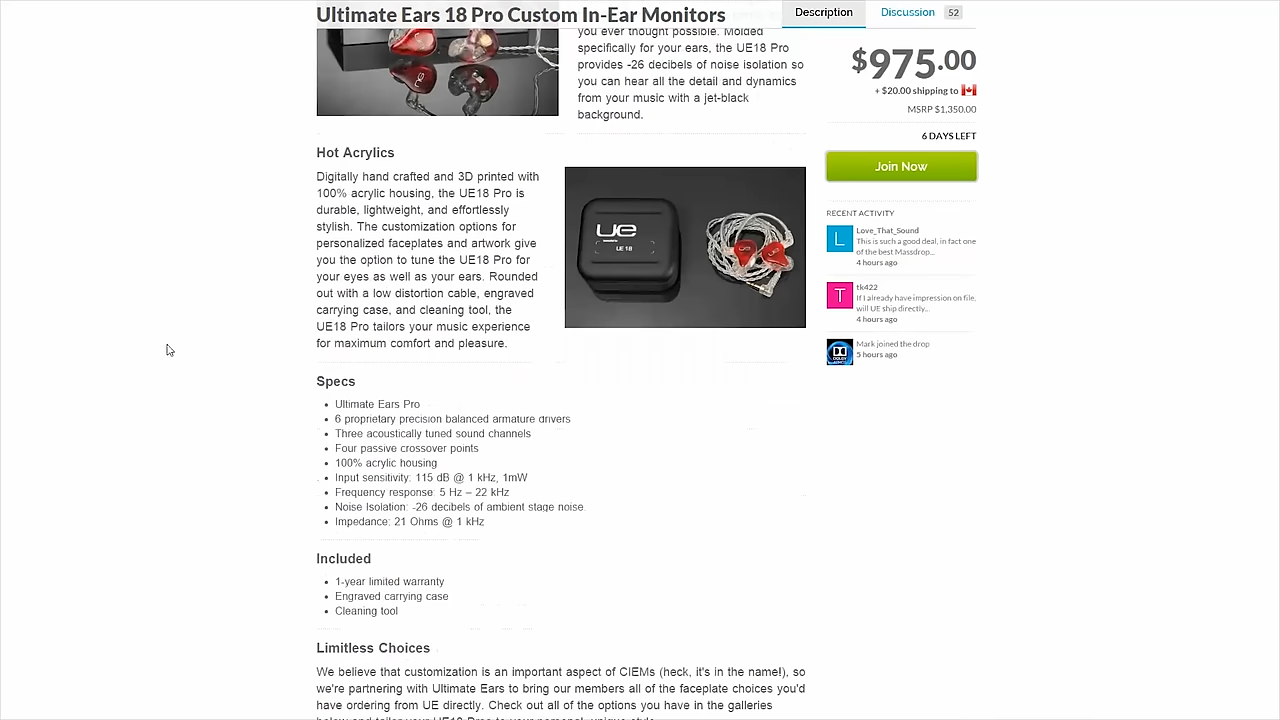 Ultimate Ears 18 Pro Custom In-Ear Monitors
Description
Discussion 52
you ever thought possible. Molded
specifically for your ears, the UE18 Pro
provides -26 decibels of noise isolation so
you can hear all the detail and dynamics
from your music with a jet-black
background.
$975.00
+ $20.00 shipping to
MSRP $1,350.00
6 DAYS LEFT
Join Now
Hot Acrylics
Digitally hand crafted and 3D printed with
100% acrylic housing, the UE18 Pro is
durable, lightweight, and effortlessly
stylish. The customization options for
personalized faceplates and artwork give
you the option to tune the UE18 Pro for
your eyes as well as your ears. Rounded
out with a low distortion cable, engraved
carrying case, and cleaning tool, the
UE18 Pro tailors your music experience
for maximum comfort and pleasure.
ue
UE 18
RECENT ACTIVITY
L
Love_That_Sound
This is such a good deal, in fact one
of the best Massdrop...
4 hours ago
T
tk422
If I already have impression on file,
will UE ship directly...
4 hours ago
Mark joined the drop
5 hours ago
Specs
• Ultimate Ears Pro
• 6 proprietary precision balanced armature drivers
• Three acoustically tuned sound channels
• Four passive crossover points
• 100% acrylic housing
• Input sensitivity: 115 dB @ 1 kHz, 1mW
• Frequency response: 5 Hz – 22 kHz
• Noise Isolation: -26 decibels of ambient stage noise.
• Impedance: 21 Ohms @ 1 kHz
Included
• 1-year limited warranty
• Engraved carrying case
• Cleaning tool
Limitless Choices
We believe that customization is an important aspect of CIEMs (heck, it's in the name!), so
we're partnering with Ultimate Ears to bring our members all of the faceplate choices you'd
have ordering from UE directly. Check out all of the options you have in the galleries
below and tailor your UE18 Pros to your personal, unique style.